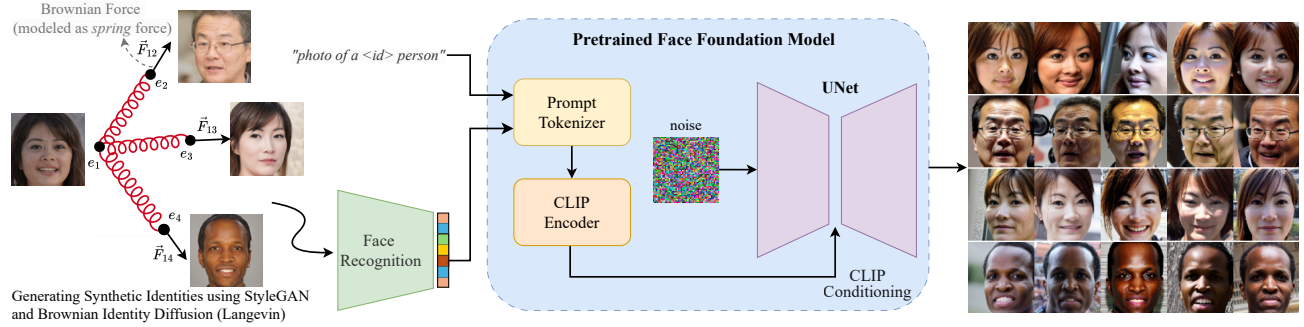 Brownian Force
(modeled as spring force)
F⃗12
e2
F⃗13
e1
e3
e4
F⃗14
Generating Synthetic Identities using StyleGAN
and Brownian Identity Diffusion (Langevin)
Face
Recognition
"photo of a <id> person"
Pretrained Face Foundation Model
Prompt
Tokenizer
CLIP
Encoder
noise
UNet
CLIP
Conditioning